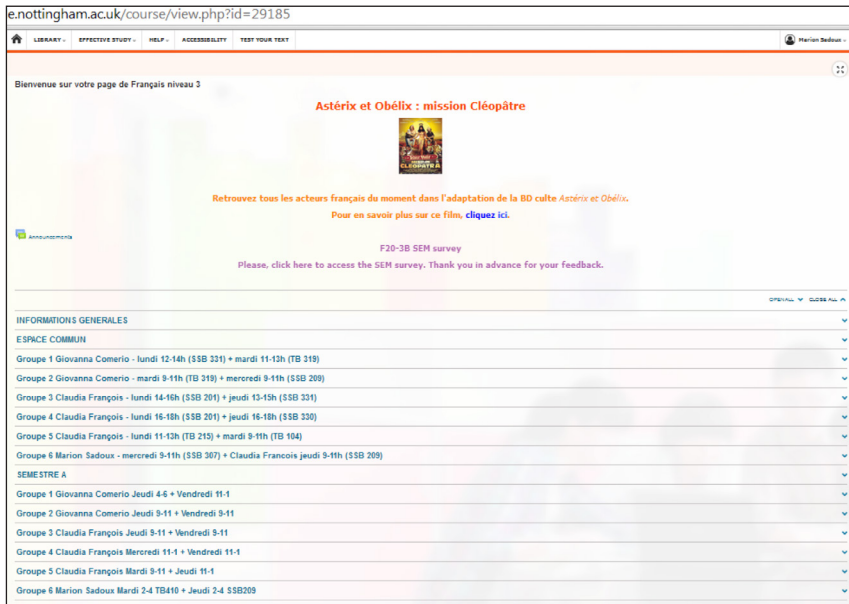 e.nottingham.ac.uk/course/view.php?id=29185
LIBRARY EFFECTIVE STUDY HELP ACCESSIBILITY TEST YOUR TEXT Marion Sadoux
Bienvenue sur votre page de Français niveau 3
Astérix et Obélix : mission Cléopâtre
CLEOPATRA
Retrouvez tous les acteurs français du moment dans l'adaptation de la BD culte Astérix et Obélix.
Pour en savoir plus sur ce film, cliquez ici.
Announcements
F20-3B SEM survey
Please, click here to access the SEM survey. Thank you in advance for your feedback.
OPEN ALL CLOSE ALL
INFORMATIONS GENERALES
ESPACE COMMUN
Groupe 1 Giovanna Comerio - lundi 12-14h (SSB 331) + mardi 11-13h (TB 319)
Groupe 2 Giovanna Comerio - mardi 9-11h (TB 319) + mercredi 9-11h (SSB 209)
Groupe 3 Claudia François - lundi 14-16h (SSB 201) + jeudi 13-15h (SSB 331)
Groupe 4 Claudia François - lundi 16-18h (SSB 201) + jeudi 16-18h (SSB 330)
Groupe 5 Claudia François - lundi 11-13h (TB 215) + mardi 9-11h (TB 104)
Groupe 6 Marion Sadoux - mercredi 9-11h (SSB 307) + Claudia Francois jeudi 9-11h (SSB 209)
SEMESTRE A
Groupe 1 Giovanna Comerio Jeudi 4-6 + Vendredi 11-1
Groupe 2 Giovanna Comerio Jeudi 9-11 + Vendredi 9-11
Groupe 3 Claudia François Jeudi 9-11 + Vendredi 9-11
Groupe 4 Claudia François Mercredi 11-1 + Vendredi 11-1
Groupe 5 Claudia François Mardi 9-11 + Jeudi 11-1
Groupe 6 Marion Sadoux Mardi 2-4 TB410 + Jeudi 2-4 SSB209